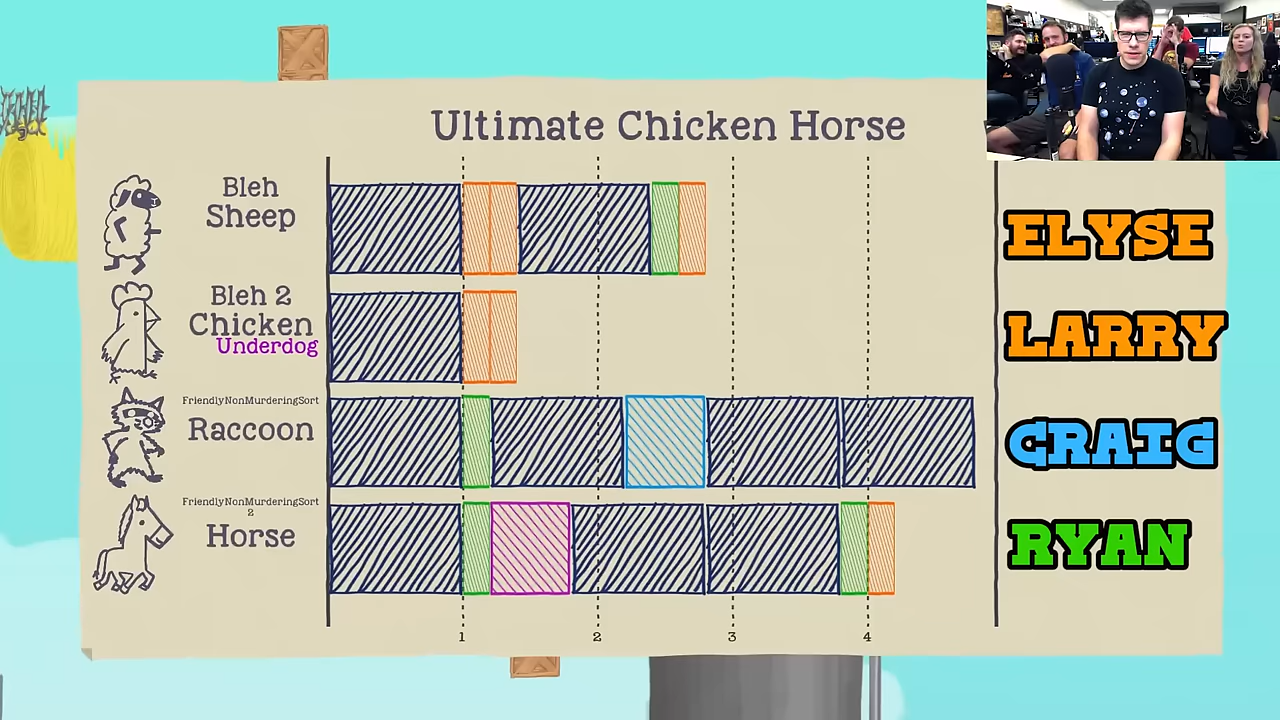 Ultimate Chicken Horse
Bleh
Sheep
ELYSE
Bleh 2
Chicken
Underdog
LARRY
FriendlyNonMurderingSort
Raccoon
CRAIG
FriendlyNonMurderingSort
2
Horse
RYAN
1 2 3 4